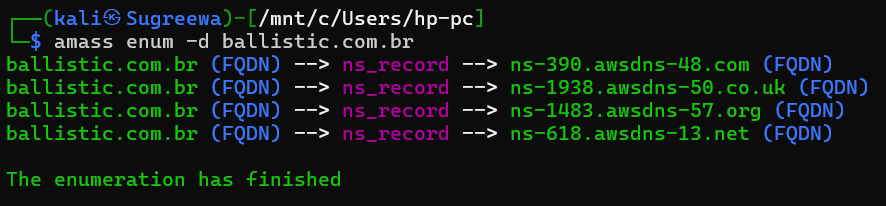 ┌──(kali㉿Sugreewa)-[/mnt/c/Users/hp-pc]
└─$ amass enum -d ballistic.com.br
ballistic.com.br (FQDN) --> ns_record --> ns-390.awsdns-48.com (FQDN)
ballistic.com.br (FQDN) --> ns_record --> ns-1938.awsdns-50.co.uk (FQDN)
ballistic.com.br (FQDN) --> ns_record --> ns-1483.awsdns-57.org (FQDN)
ballistic.com.br (FQDN) --> ns_record --> ns-618.awsdns-13.net (FQDN)
The enumeration has finished